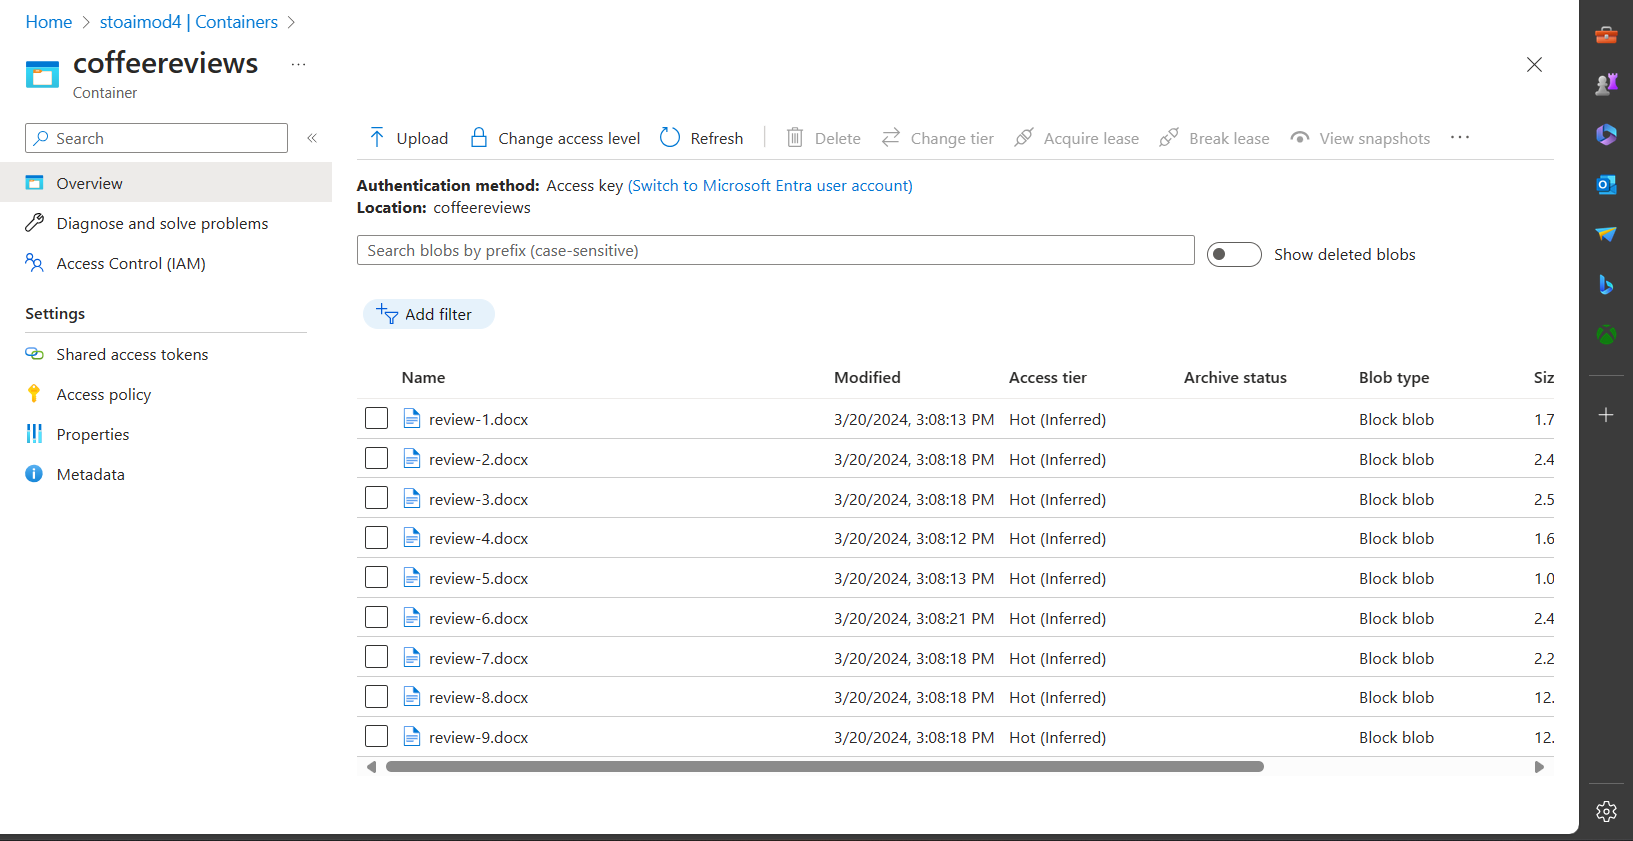 Home > stoaimod4 | Containers >
coffeereviews ...
Container
Search «
Overview
Diagnose and solve problems
Access Control (IAM)
Settings
Shared access tokens
Access policy
Properties
Metadata
Upload Change access level Refresh Delete Change tier Acquire lease Break lease View snapshots ...
Authentication method: Access key (Switch to Microsoft Entra user account)
Location: coffeereviews
Search blobs by prefix (case-sensitive) Show deleted blobs
Add filter
Name Modified Access tier Archive status Blob type Siz
review-1.docx 3/20/2024, 3:08:13 PM Hot (Inferred) Block blob 1.7
review-2.docx 3/20/2024, 3:08:18 PM Hot (Inferred) Block blob 2.4
review-3.docx 3/20/2024, 3:08:18 PM Hot (Inferred) Block blob 2.5
review-4.docx 3/20/2024, 3:08:12 PM Hot (Inferred) Block blob 1.6
review-5.docx 3/20/2024, 3:08:13 PM Hot (Inferred) Block blob 1.0
review-6.docx 3/20/2024, 3:08:21 PM Hot (Inferred) Block blob 2.4
review-7.docx 3/20/2024, 3:08:18 PM Hot (Inferred) Block blob 2.2
review-8.docx 3/20/2024, 3:08:18 PM Hot (Inferred) Block blob 12.
review-9.docx 3/20/2024, 3:08:18 PM Hot (Inferred) Block blob 12.